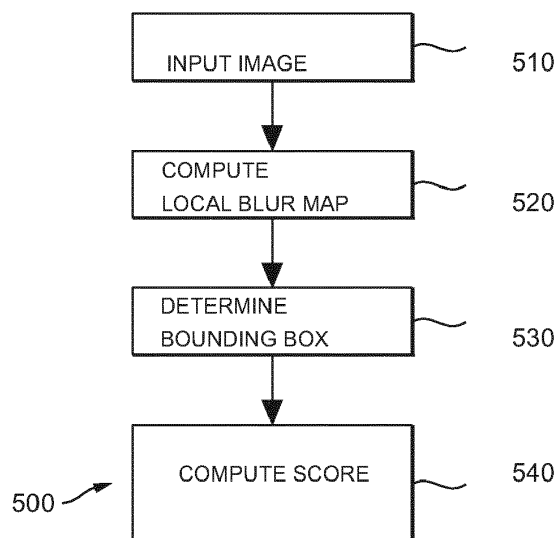 INPUT IMAGE
510
COMPUTE
LOCAL BLUR MAP
520
DETERMINE
BOUNDING BOX
530
COMPUTE SCORE
540
500